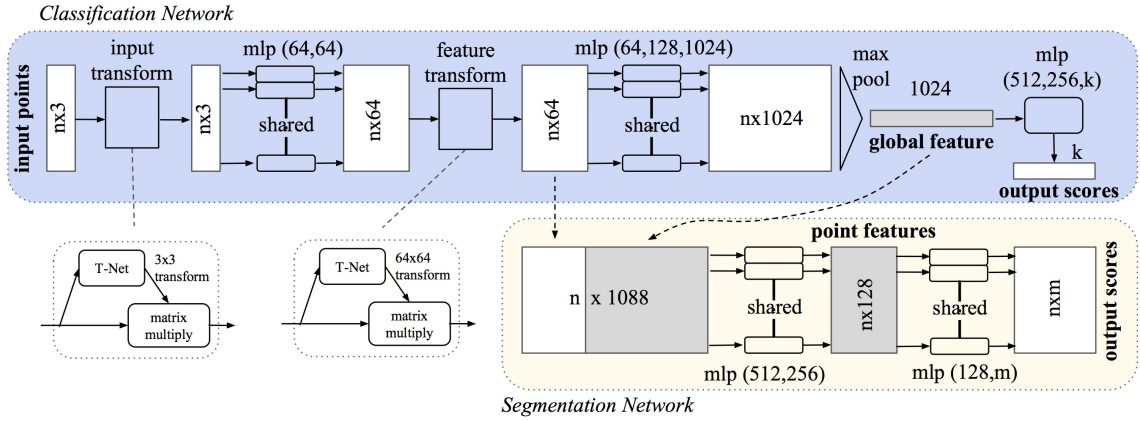 Classification Network
input points
nx3
input
transform
nx3
mlp (64,64)
shared
nx64
feature
transform
nx64
mlp (64,128,1024)
shared
nx1024
max
pool
1024
global feature
mlp
(512,256,k)
k
output scores
T-Net
3x3
transform
matrix
multiply
T-Net
64x64
transform
matrix
multiply
point features
n x 1088
shared
mlp (512,256)
nx128
shared
mlp (128,m)
nxm
output scores
Segmentation Network